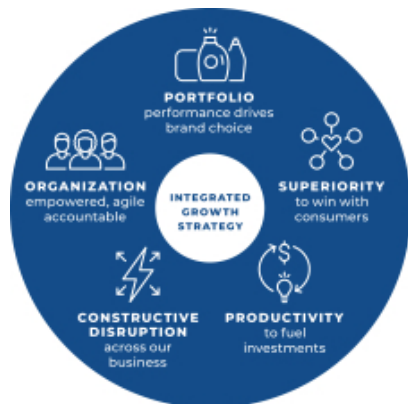 PORTFOLIO
performance drives
brand choice
ORGANIZATION
empowered, agile
accountable
INTEGRATED
GROWTH
STRATEGY
SUPERIORITY
to win with
consumers
CONSTRUCTIVE
DISRUPTION
across our
business
PRODUCTIVITY
to fuel
investments
$